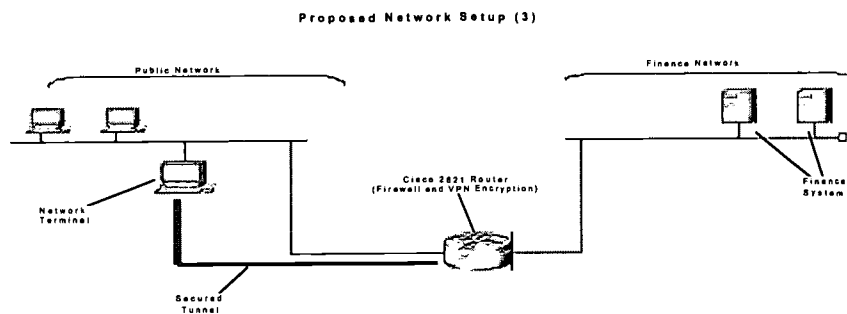 Proposed Network Setup (3)
Public Network
Finance Network
Cisco 2621 Router
(Firewall and VPN Encryption)
Network
Terminal
Finance
System
Secured
Tunnel